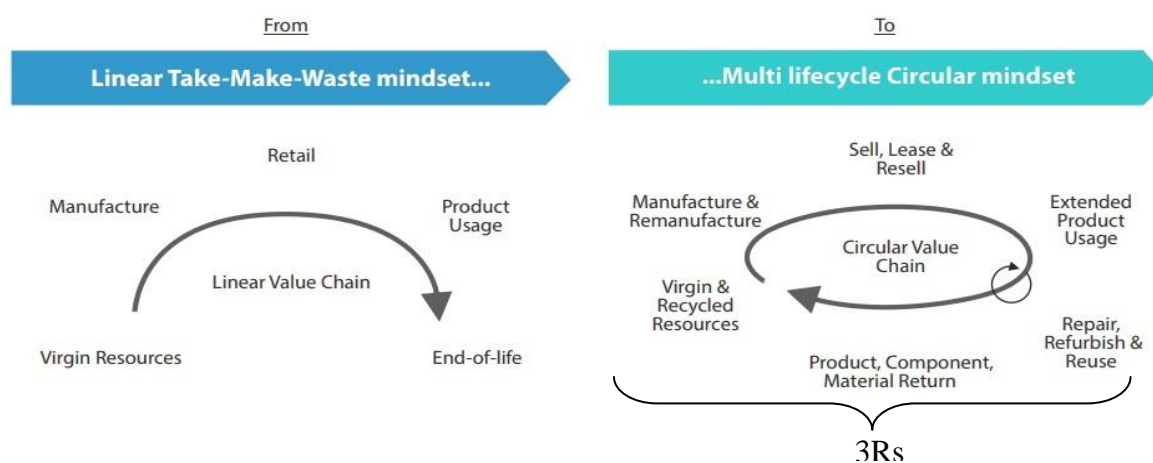 From
Linear Take-Make-Waste mindset...
Retail
Manufacture
Product
Usage
Linear Value Chain
Virgin Resources
End-of-life
To
...Multi lifecycle Circular mindset
Sell, Lease &
Resell
Manufacture &
Remanufacture
Extended
Product
Usage
Circular Value
Chain
Virgin &
Recycled
Resources
Repair,
Refurbish &
Reuse
Product, Component,
Material Return
3Rs